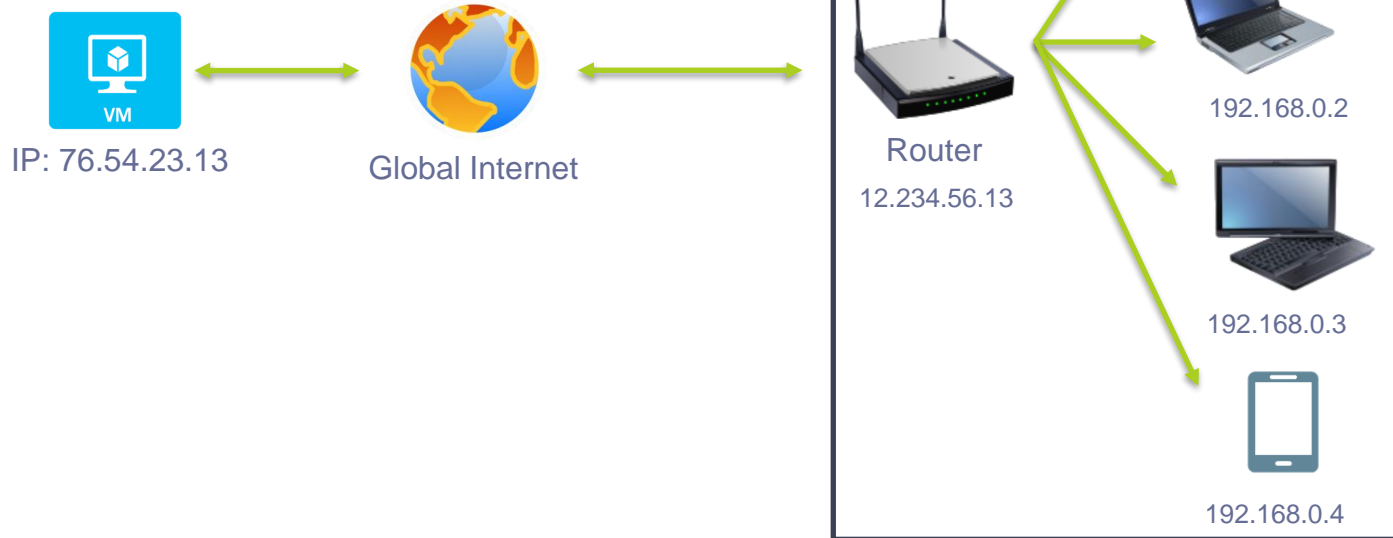 VM
IP: 76.54.23.13
Global Internet
Router
12.234.56.13
192.168.0.2
192.168.0.3
192.168.0.4